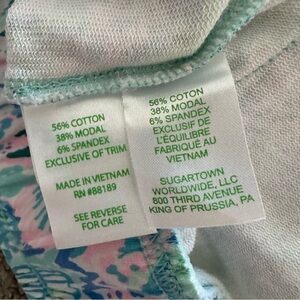 56% COTTON
38% MODAL
6% SPANDEX
EXCLUSIVE OF TRIM
MADE IN VIETNAM
RN #88189
SEE REVERSE
FOR CARE
56% COTON
38% MODAL
6% SPANDEX
EXCLUSIF DE
L'ÉQUILIBRE
FABRIQUÉ AU
VIETNAM
SUGARTOWN
WORLDWIDE, LLC
800 THIRD AVENUE
KING OF PRUSSIA, PA